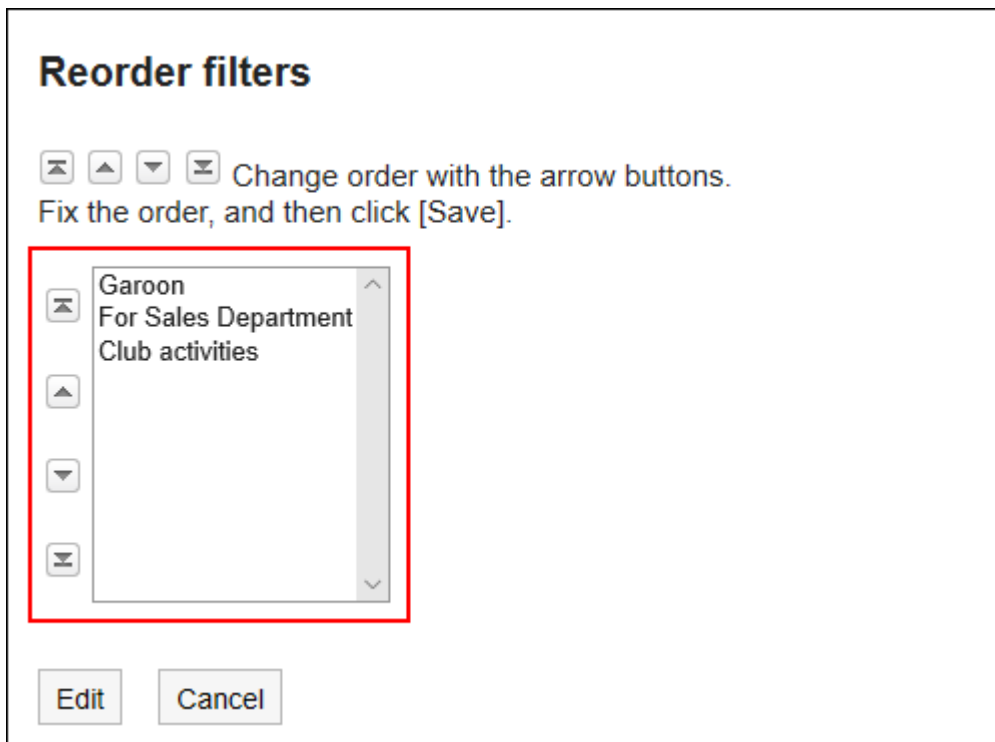 Reorder filters
Change order with the arrow buttons.
Fix the order, and then click [Save].
Garoon
For Sales Department
Club activities
Edit Cancel